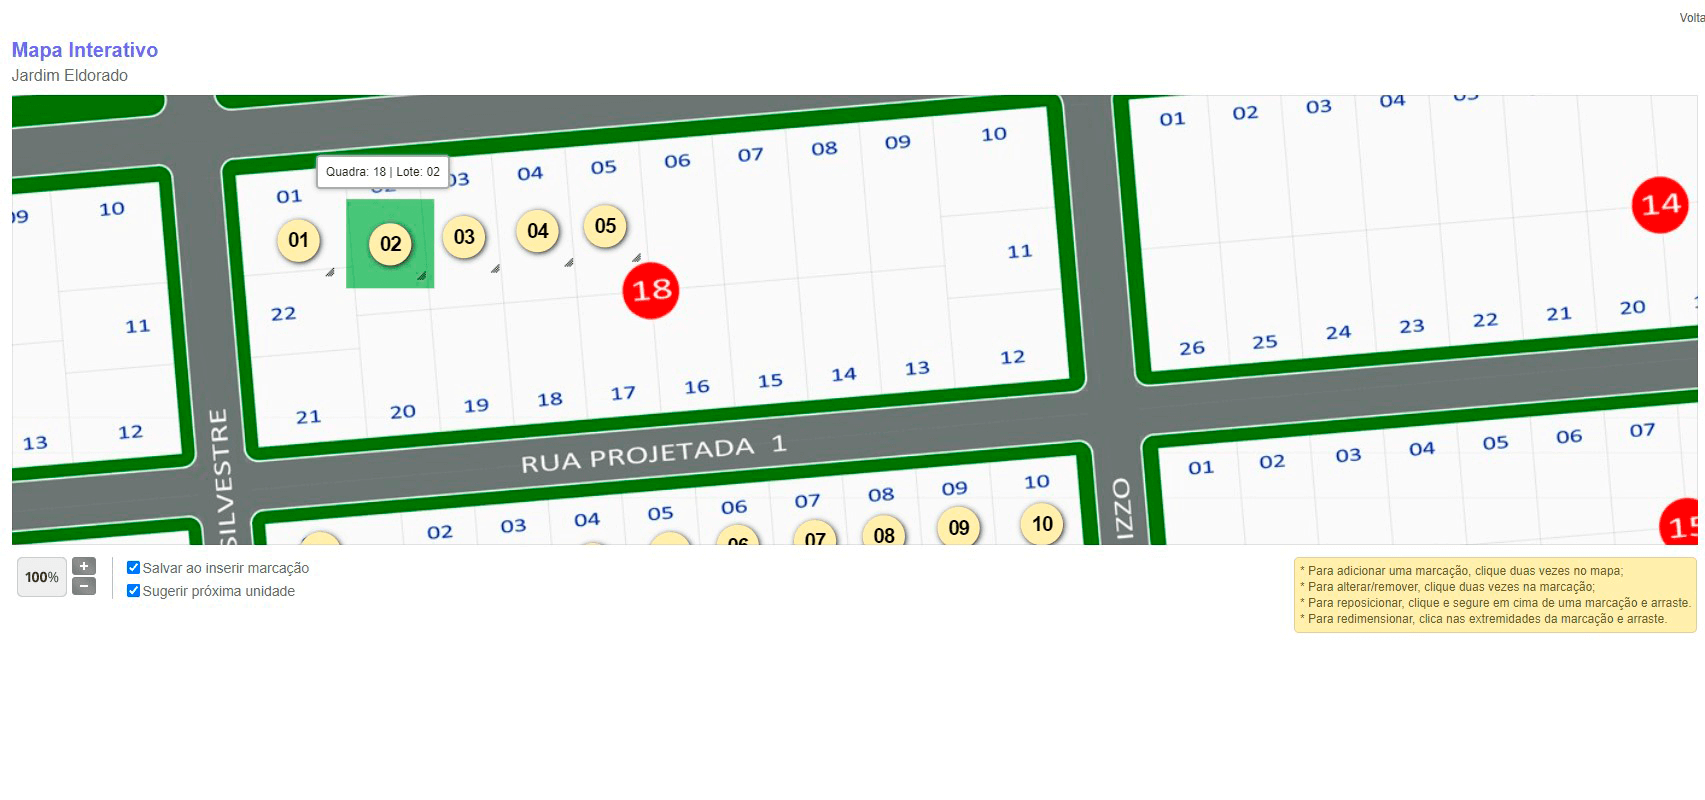 Volta
Mapa Interativo
Jardim Eldorado
01 02 03 04 05
10
09
08
07
06
05
04
03
01
Quadra: 18 | Lote: 02
09 10
01 02 03 04 05
14
18
11
22
11
26 25 24 23 22 21 20
21 20 19 18 17 16 15 14 13 12
13 12
SILVESTRE
RUA PROJETADA 1
IZZO
02 03 04 05 06 07 08 09 10
06 07 08 09 10
01 02 03 04 05 06 07
15
100%
+
−
Salvar ao inserir marcação
Sugerir próxima unidade
* Para adicionar uma marcação, clique duas vezes no mapa;
* Para alterar/remover, clique duas vezes na marcação;
* Para reposicionar, clique e segure em cima de uma marcação e arraste.
* Para redimensionar, clica nas extremidades da marcação e arraste.